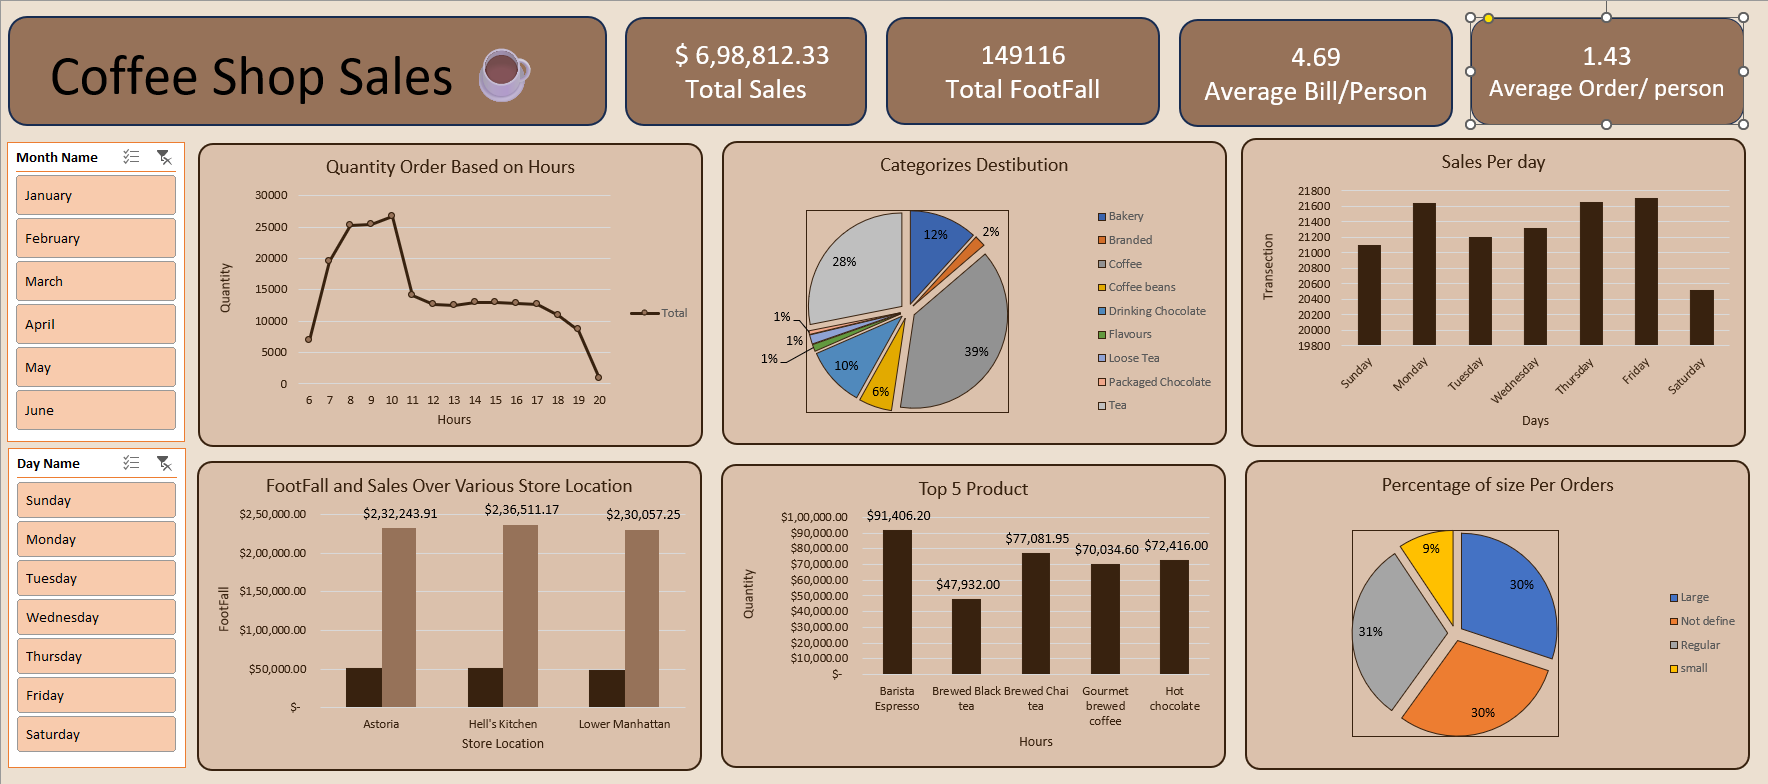 Coffee Shop Sales
$ 6,98,812.33
Total Sales
149116
Total FootFall
4.69
Average Bill/Person
1.43
Average Order/ person
Month Name
January
February
March
April
May
June
Day Name
Sunday
Monday
Tuesday
Wednesday
Thursday
Friday
Saturday
Quantity Order Based on Hours
Quantity
30000
25000
20000
15000
10000
5000
0
6 7 8 9 10 11 12 13 14 15 16 17 18 19 20
Hours
Total
Categorizes Destibution
12%
2%
39%
6%
10%
1%
1%
1%
28%
Bakery
Branded
Coffee
Coffee beans
Drinking Chocolate
Flavours
Loose Tea
Packaged Chocolate
Tea
Sales Per day
Transection
21800
21600
21400
21200
21000
20800
20600
20400
20200
20000
19800
Sunday Monday Tuesday Wednesday Thursday Friday Saturday
Days
FootFall and Sales Over Various Store Location
FootFall
$2,50,000.00
$2,00,000.00
$1,50,000.00
$1,00,000.00
$50,000.00
$-
$2,32,243.91 $2,36,511.17 $2,30,057.25
Astoria Hell's Kitchen Lower Manhattan
Store Location
Top 5 Product
Quantity
$1,00,000.00
$90,000.00
$80,000.00
$70,000.00
$60,000.00
$50,000.00
$40,000.00
$30,000.00
$20,000.00
$10,000.00
$-
$91,406.20
$47,932.00
$77,081.95
$70,034.60
$72,416.00
Barista
Espresso
Brewed Black
tea
Brewed Chai
tea
Gourmet
brewed
coffee
Hot
chocolate
Hours
Percentage of size Per Orders
30%
30%
31%
9%
Large
Not define
Regular
small